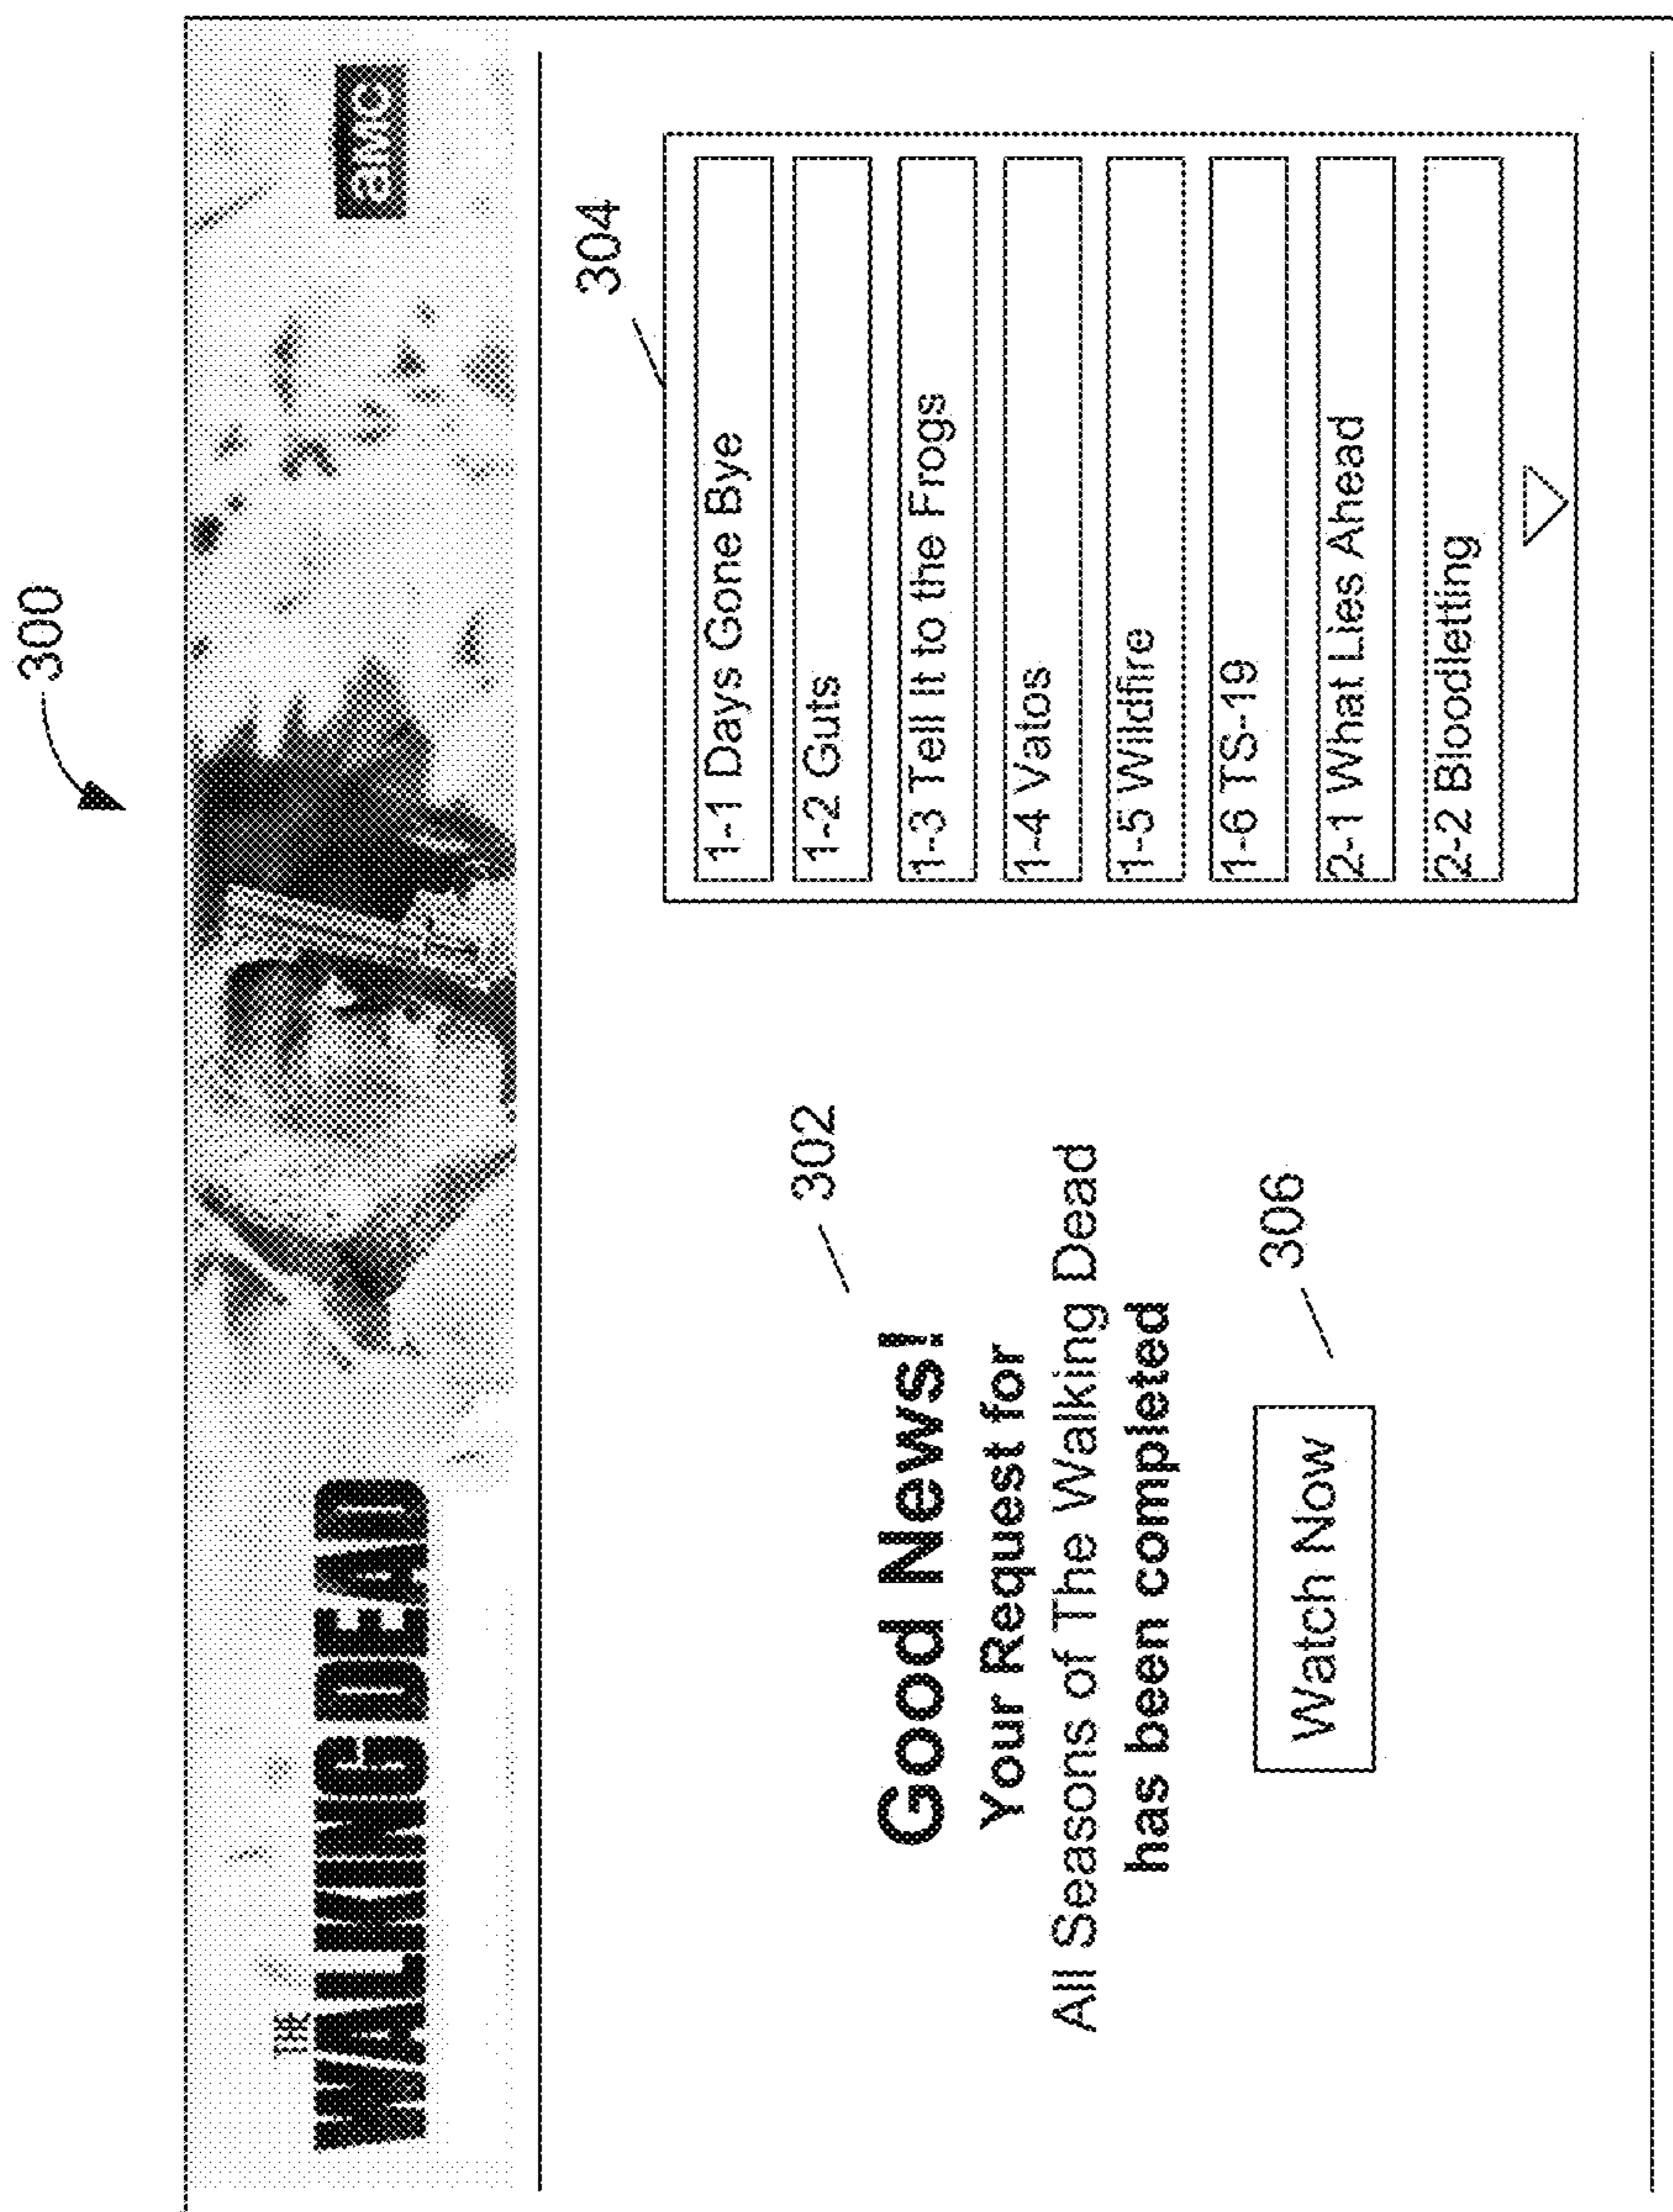 300
THE
WALKING DEAD
amc
302
Good News!
Your Request for
All Seasons of The Walking Dead
has been completed
306
Watch Now
304
1-1 Days Gone Bye
1-2 Guts
1-3 Tell It to the Frogs
1-4 Vatos
1-5 Wildfire
1-6 TS-19
2-1 What Lies Ahead
2-2 Bloodletting